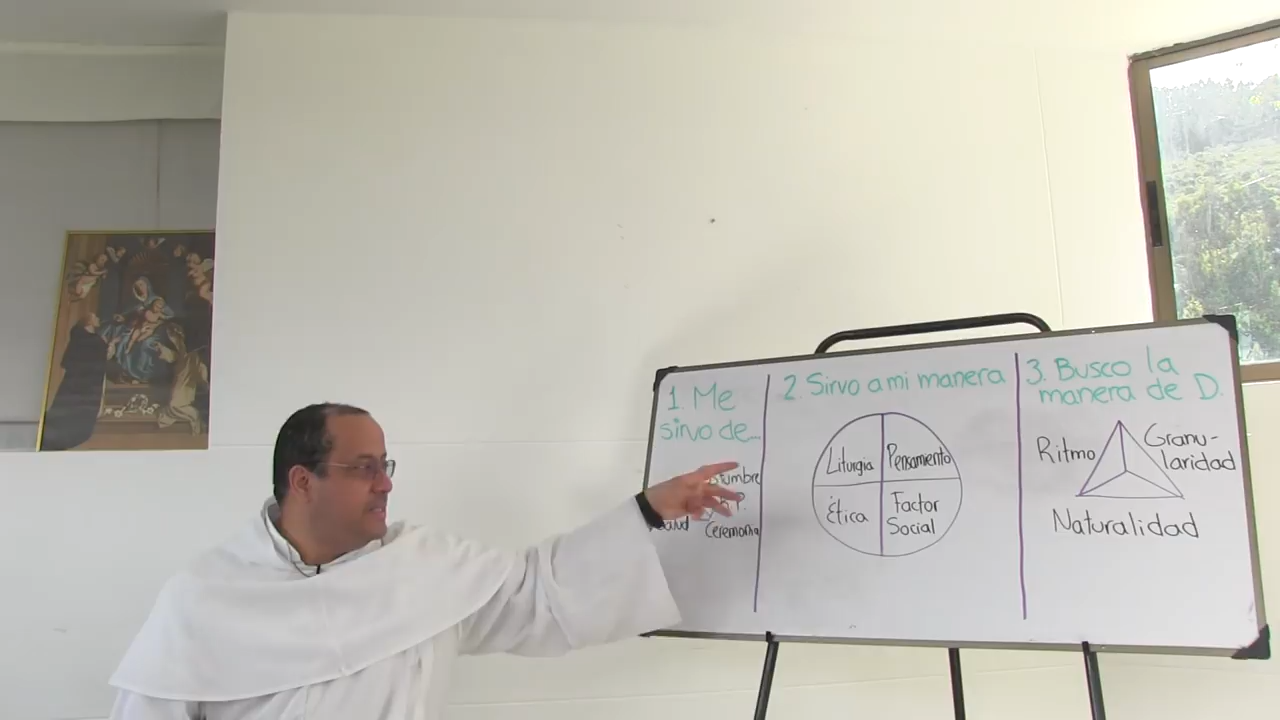 1. Me
sirvo de...
Ceremonia
2. Sirvo a mi manera
Liturgia
Pensamiento
Ética
Factor
Social
3. Busco la
manera de D.
Ritmo
Granu-
laridad
Naturalidad